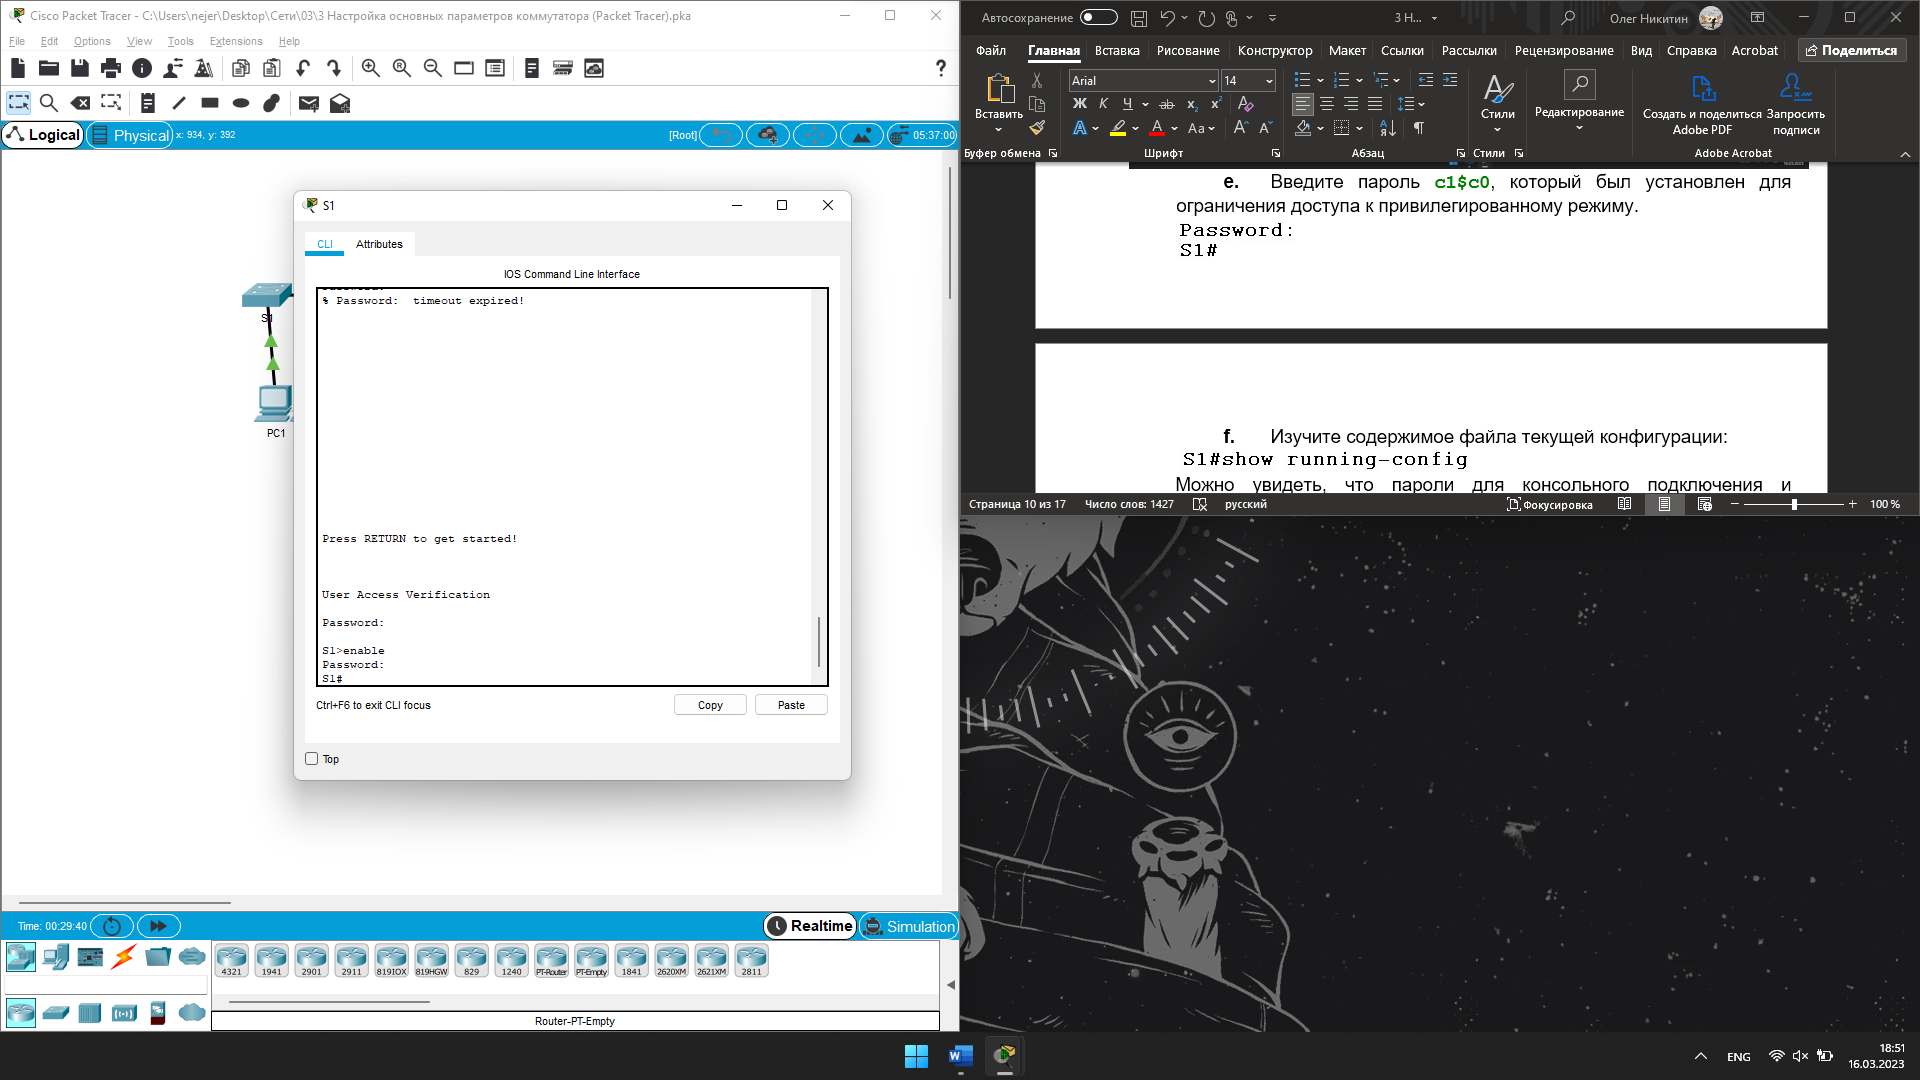 Cisco Packet Tracer - C:\Users\nejer\Desktop\Сети\03\3 Настройка основных параметров коммутатора (Packet Tracer).pka
File Edit Options View Tools Extensions Help
Logical
Physical
x: 934, y: 392
[Root]
05:37:00
S1
PC1
S1
CLI
Attributes
IOS Command Line Interface
% Password:  timeout expired!
Press RETURN to get started!
User Access Verification
Password:
S1>enable
Password:
S1#
Ctrl+F6 to exit CLI focus
Copy
Paste
Top
Time: 00:29:40
Realtime
Simulation
4321 1941 2901 2911 819IOX 819HGW 829 1240 PT-Router PT-Empty 1841 2620XM 2621XM 2811
Router-PT-Empty
Автосохранение
3 Н...
Олег Никитин
Файл Главная Вставка Рисование Конструктор Макет Ссылки Рассылки Рецензирование Вид Справка Acrobat
Поделиться
Вставить
Arial
14
Стили
Редактирование
Создать и поделиться Adobe PDF
Запросить подписи
Буфер обмена
Шрифт
Абзац
Стили
Adobe Acrobat
e. Введите пароль c1$c0, который был установлен для
ограничения доступа к привилегированному режиму.
Password:
S1#
f. Изучите содержимое файла текущей конфигурации:
S1#show running-config
Можно увидеть, что пароли для консольного подключения и
Страница 10 из 17
Число слов: 1427
русский
Фокусировка
100 %
ENG
18:51
16.03.2023